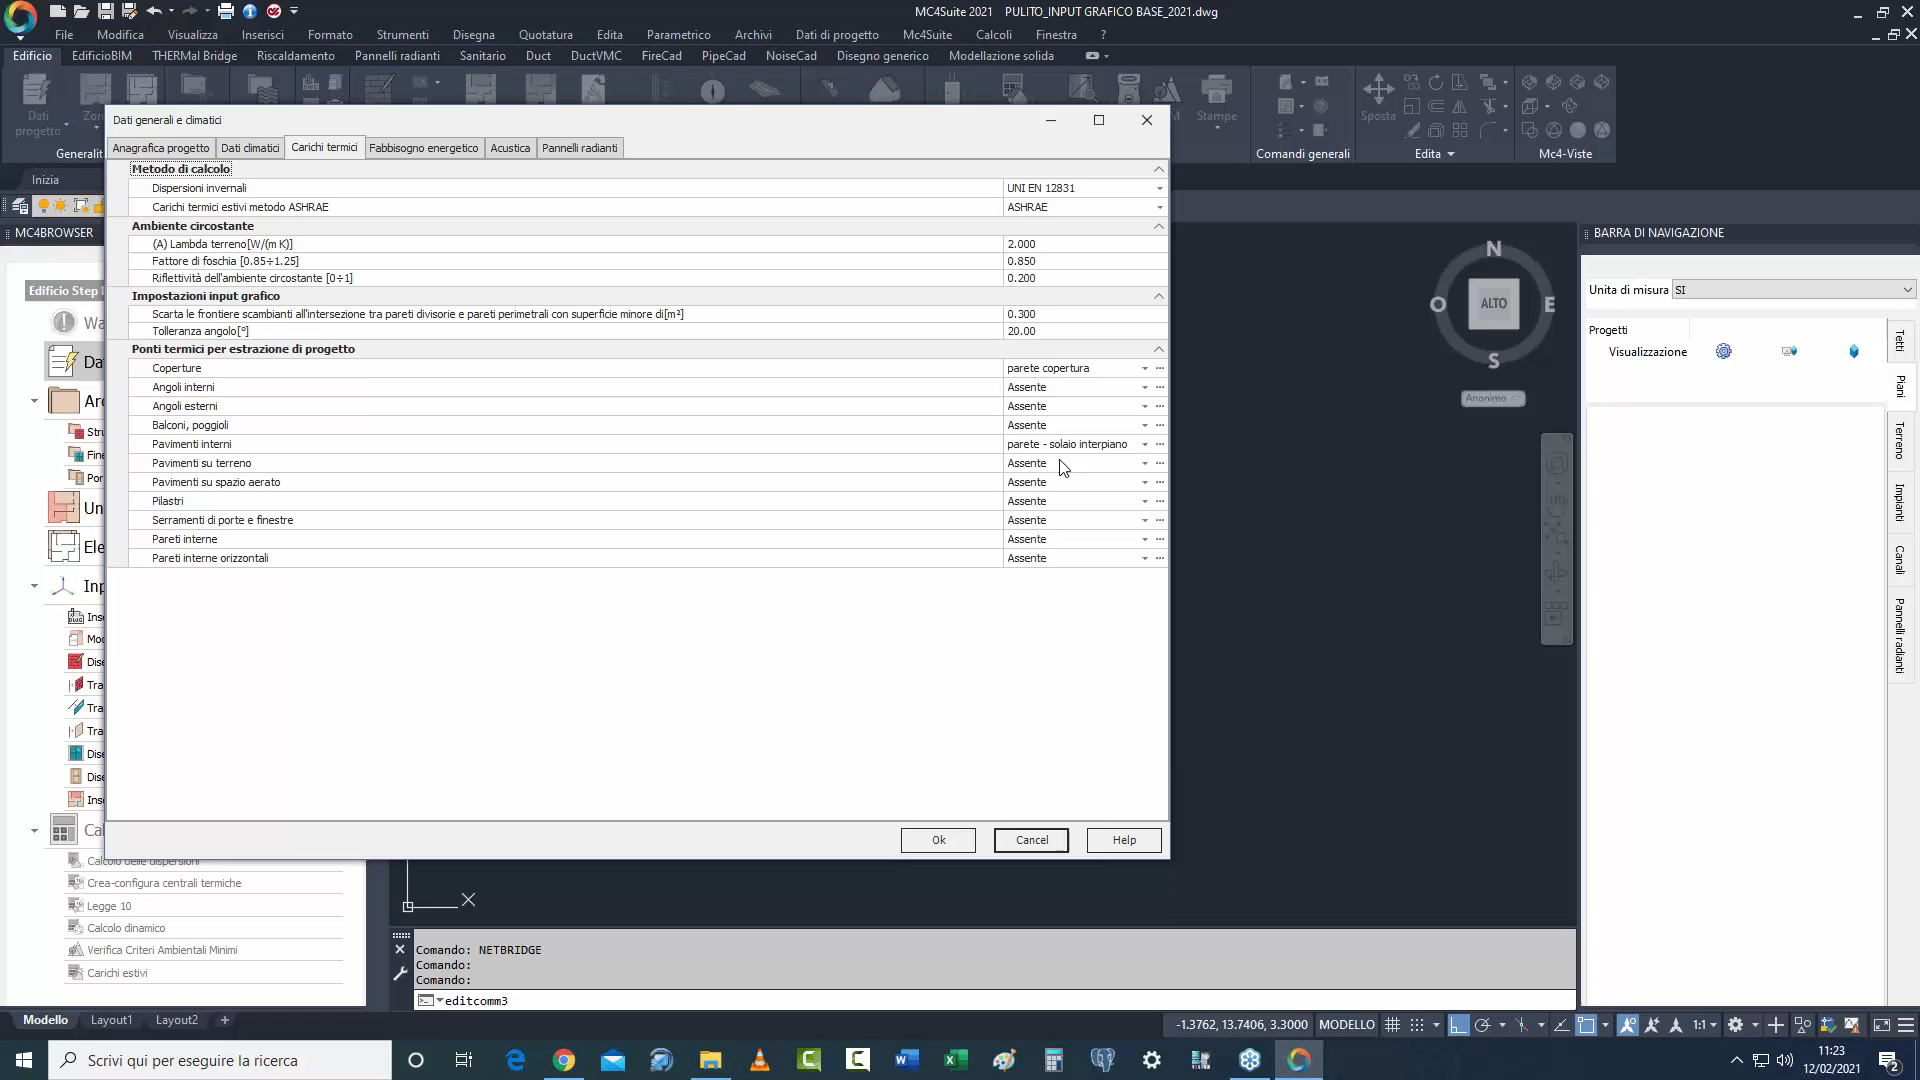 MC4Suite 2021 PULITO_INPUT GRAFICO BASE_2021.dwg
File Modifica Visualizza Inserisci Formato Strumenti Disegna Quotatura Edita Parametrico Archivi Dati di progetto Mc4Suite Calcoli Finestra ?
Edificio EdificioBIM THERMal Bridge Riscaldamento Pannelli radianti Sanitario Duct DuctVMC FireCad PipeCad NoiseCad Disegno generico Modellazione solida
Dati progetto
Stampe
Sposta
Comandi generali
Edita
Mc4-Viste
Inizia
MC4BROWSER
Edificio Step
Dati generali e climatici
Anagrafica progetto Dati climatici Carichi termici Fabbisogno energetico Acustica Pannelli radianti
Metodo di calcolo
Dispersioni invernali UNI EN 12831
Carichi termici estivi metodo ASHRAE ASHRAE
Ambiente circostante
(A) Lambda terreno[W/(m K)] 2.000
Fattore di foschia [0.85÷1.25] 0.850
Riflettività dell'ambiente circostante [0÷1] 0.200
Impostazioni input grafico
Scarta le frontiere scambianti all'intersezione tra pareti divisorie e pareti perimetrali con superficie minore di[m²] 0.300
Tolleranza angolo[°] 20.00
Ponti termici per estrazione di progetto
Coperture parete copertura
Angoli interni Assente
Angoli esterni Assente
Balconi, poggioli Assente
Pavimenti interni parete - solaio interpiano
Pavimenti su terreno Assente
Pavimenti su spazio aerato Assente
Pilastri Assente
Serramenti di porte e finestre Assente
Pareti interne Assente
Pareti interne orizzontali Assente
Ok Cancel Help
Calcolo delle dispersioni
Crea-configura centrali termiche
Legge 10
Calcolo dinamico
Verifica Criteri Ambientali Minimi
Carichi estivi
N
O ALTO E
S
Anonimo
BARRA DI NAVIGAZIONE
Unita di misura SI
Progetti
Visualizzazione
Tetti
Piani
Terreno
Impianti
Canali
Pannelli radianti
Comando: NETBRIDGE
Comando:
Comando:
editcomm3
Modello Layout1 Layout2 +
-1.3762, 13.7406, 3.3000 MODELLO 1:1
Scrivi qui per eseguire la ricerca
11:23
12/02/2021
2